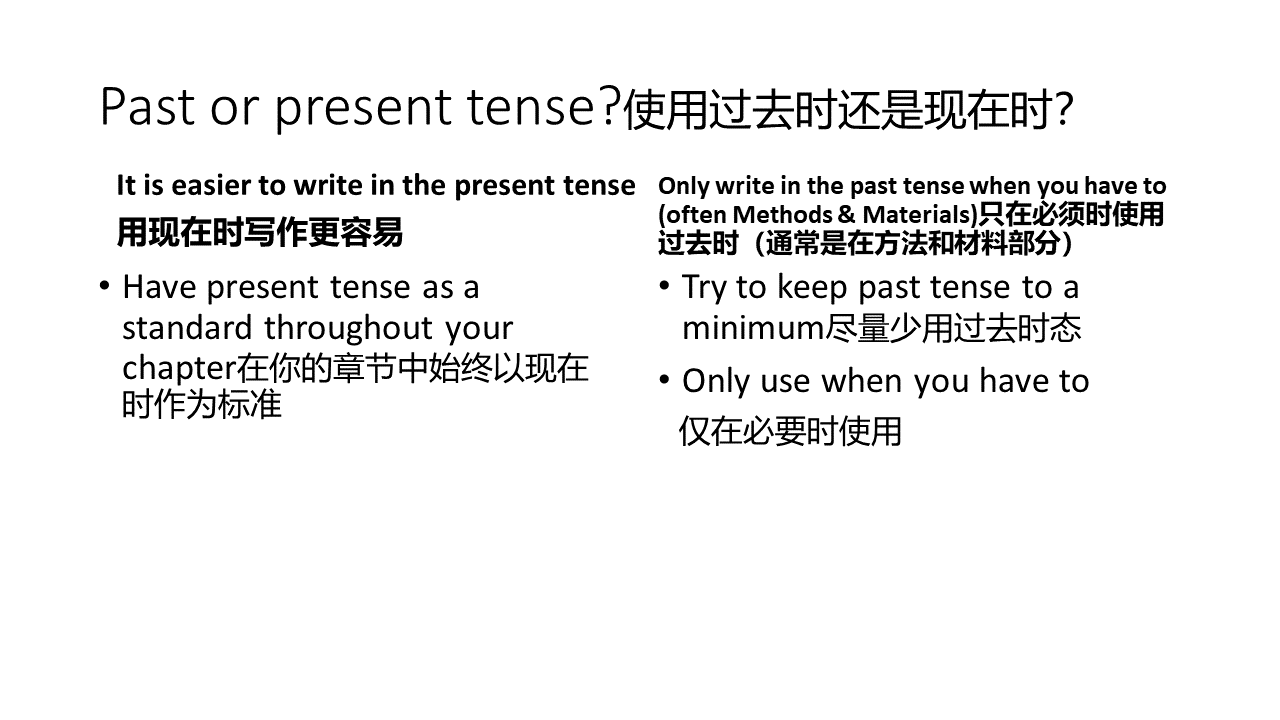 Past or present tense?使用过去时还是现在时？
It is easier to write in the present tense
用现在时写作更容易
• Have present tense as a
standard throughout your
chapter在你的章节中始终以现在
时作为标准
Only write in the past tense when you have to
(often Methods & Materials)只在必须时使用
过去时（通常是在方法和材料部分）
• Try to keep past tense to a
minimum尽量少用过去时态
• Only use when you have to
仅在必要时使用